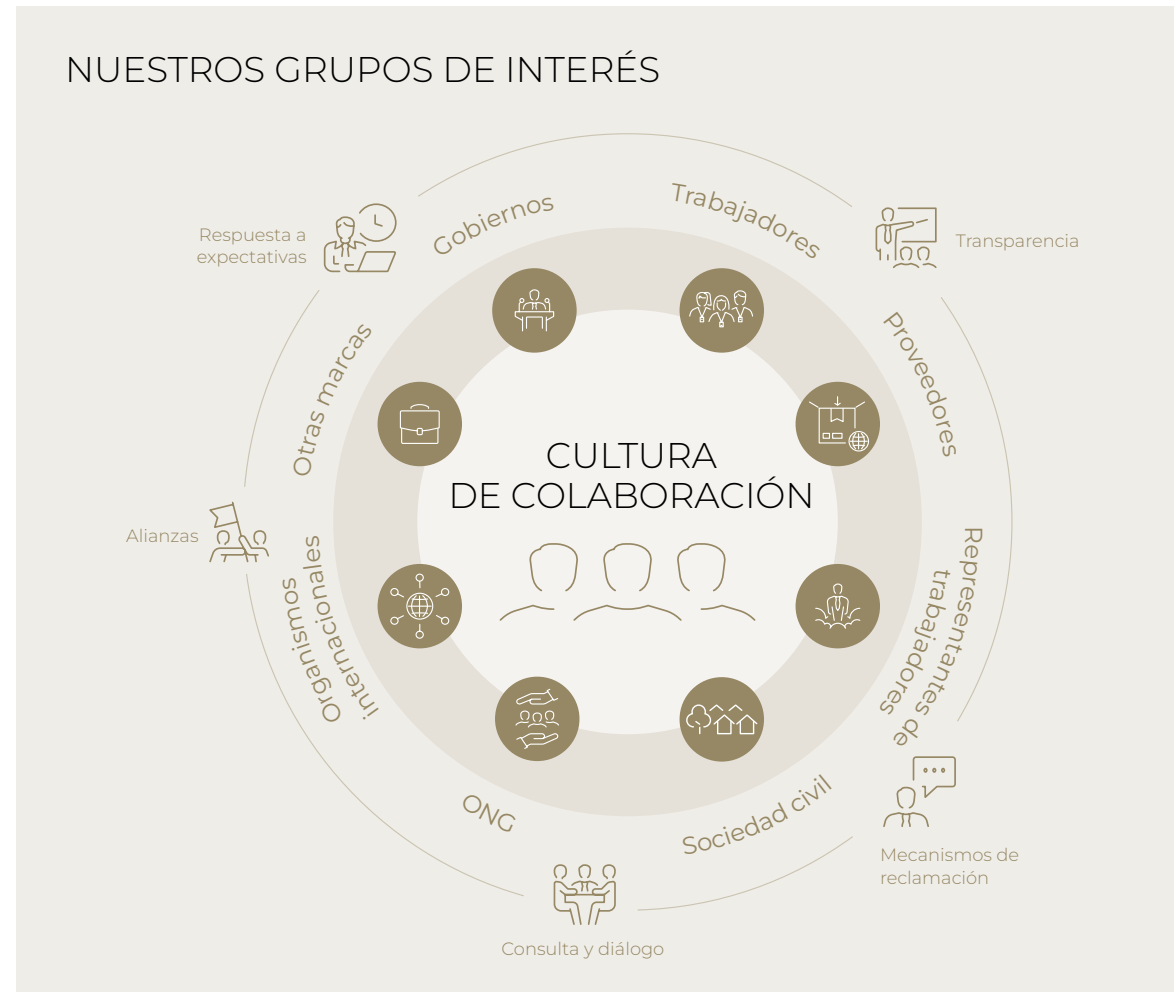 NUESTROS GRUPOS DE INTERÉS
Gobiernos
Trabajadores
Respuesta a
expectativas
Transparencia
Otras marcas
Proveedores
CULTURA
DE COLABORACIÓN
Alianzas
Organismos
internacionales
Representantes de
trabajadores
ONG
Sociedad civil
Mecanismos de
reclamación
Consulta y diálogo